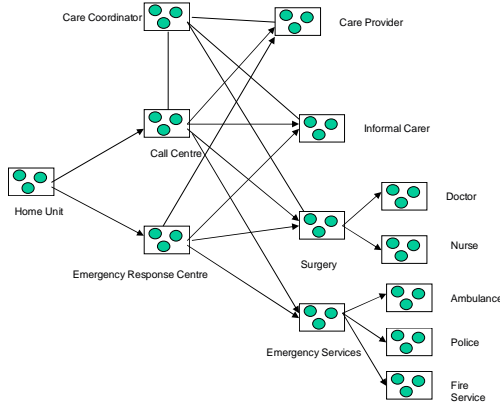 Care Coordinator
Care Provider
Informal Carer
Call Centre
Doctor
Home Unit
Nurse
Surgery
Emergency Response Centre
Ambulance
Police
Emergency Services
Fire
Service